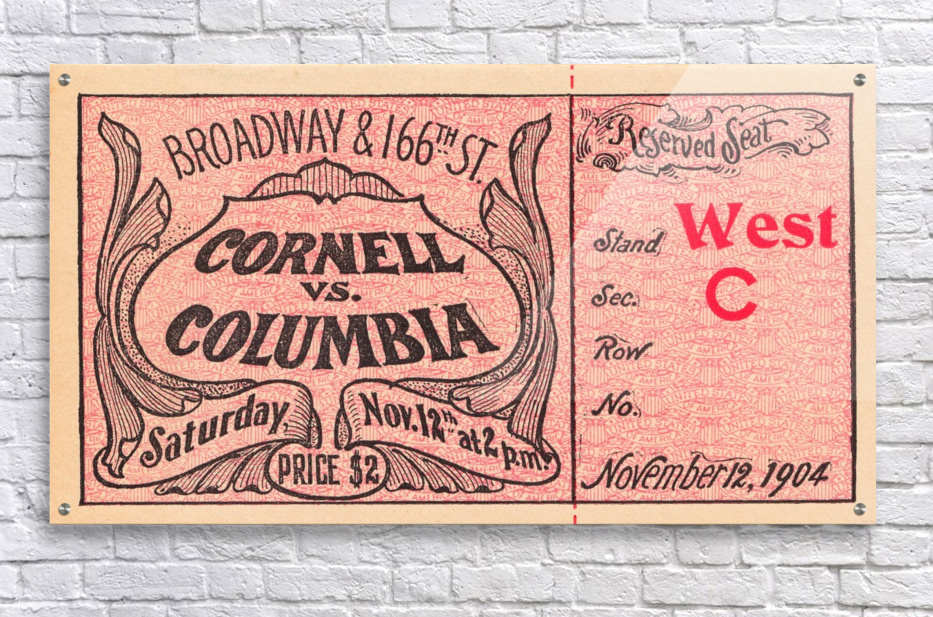 BROADWAY & 166TH ST.
CORNELL
VS.
COLUMBIA
Saturday, Nov. 12th at 2 p.m.
PRICE $2
Reserved Seat
Stand West
Sec. C
Row
No.
November 12, 1904